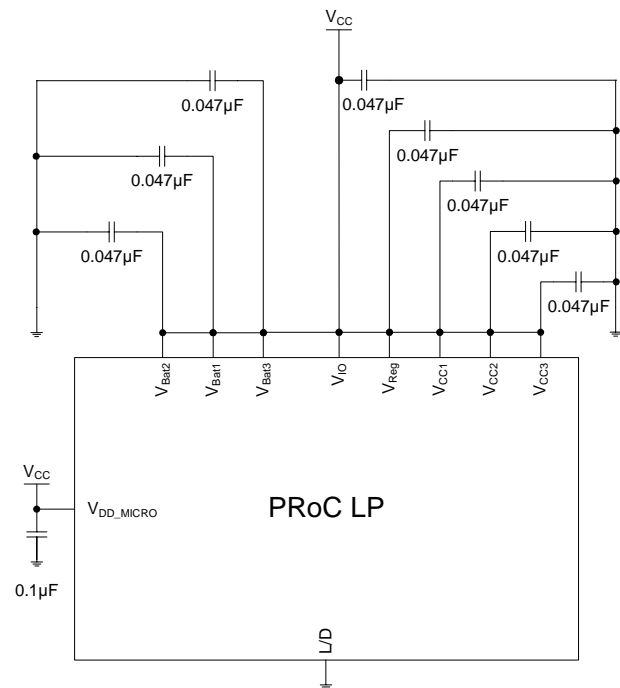 VCC
0.047µF
0.047µF
0.047µF
0.047µF
0.047µF
0.047µF
0.047µF
0.047µF
VBat2
VBat1
VBat3
VIO
VReg
VCC1
VCC2
VCC3
VCC
VDD_MICRO
PRoC LP
0.1µF
L/D